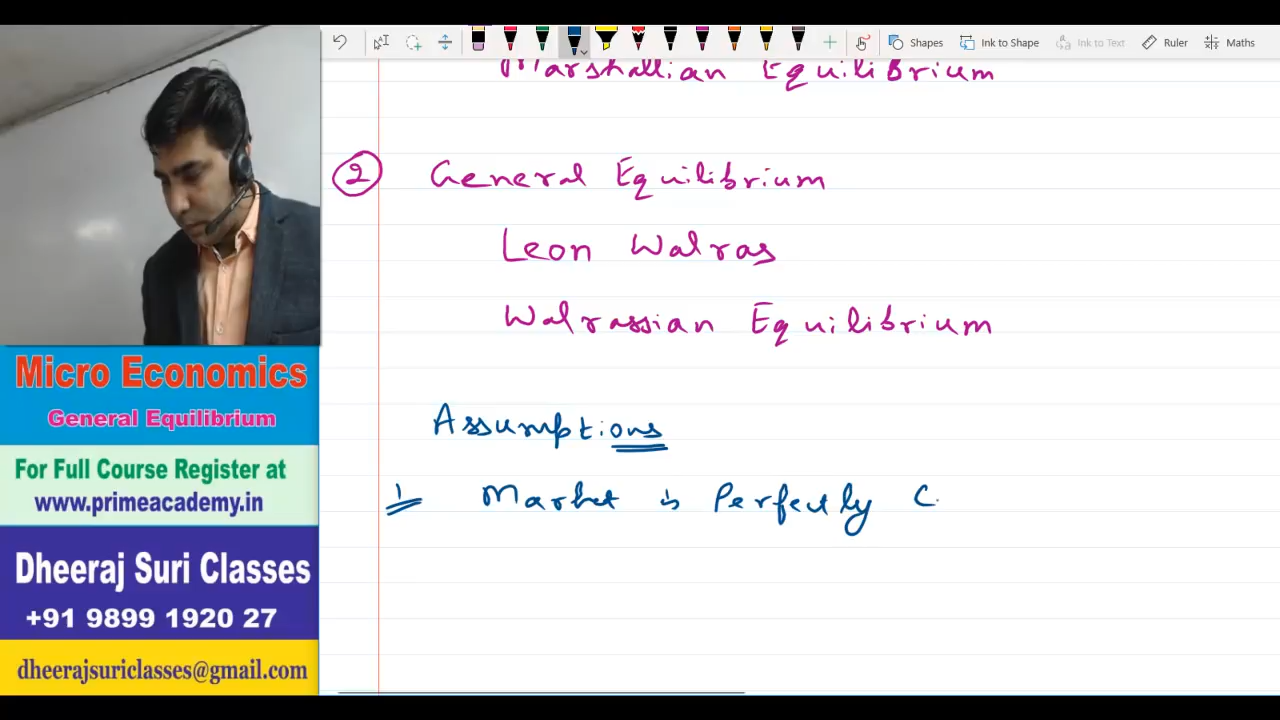 Shapes Ink to Shape Ink to Text Ruler Maths
Marshallian Equilibrium
2 General Equilibrium
Leon Walras
Walrassian Equilibrium
Assumptions
1 Market is Perfectly C
Micro Economics
General Equilibrium
For Full Course Register at
www.primeacademy.in
Dheeraj Suri Classes
+91 9899 1920 27
dheerajsuriclasses@gmail.com